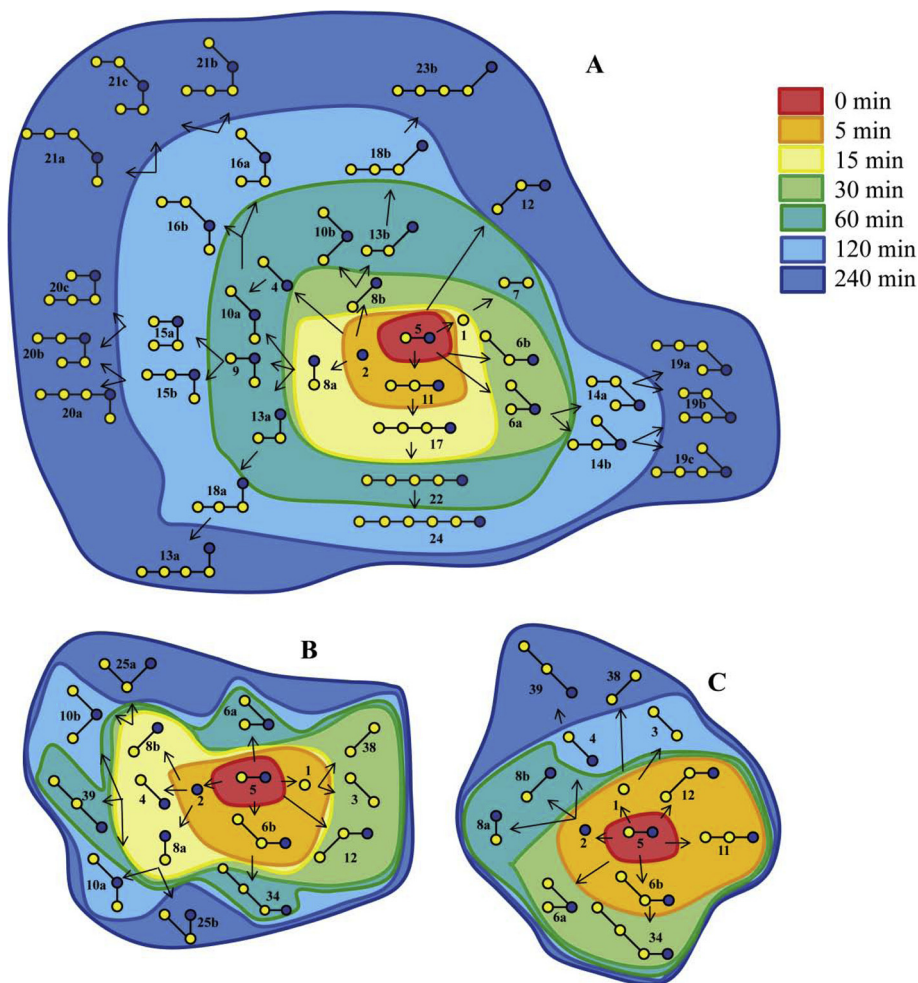 21b
21c
23b
A
0 min
5 min
15 min
30 min
60 min
120 min
240 min
21a
16a
18b
12
16b
10b
13b
20c
4
8b
7
10a
5
1
15a
6b
20b
9
8a
2
19a
15b
11
14a
20a
6a
19b
13a
17
14b
19c
18a
22
24
13a
B
25a
C
39
38
10b
6a
3
8b
38
4
8b
12
39
4
2
5
1
3
1
8a
2
5
11
8a
6b
12
6b
10a
34
6a
34
25b